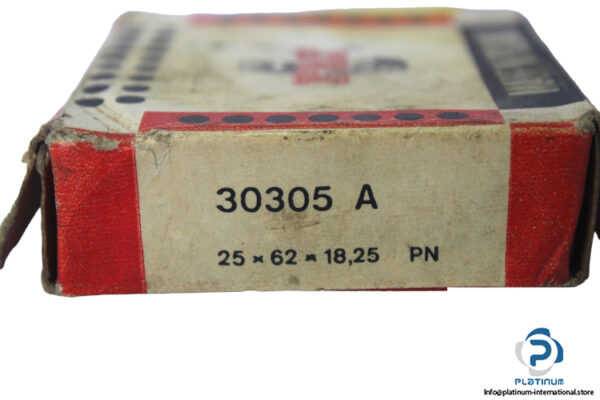 30305 A
25 × 62 × 18,25 PN
PLATINUM
Info@platinum-international.store